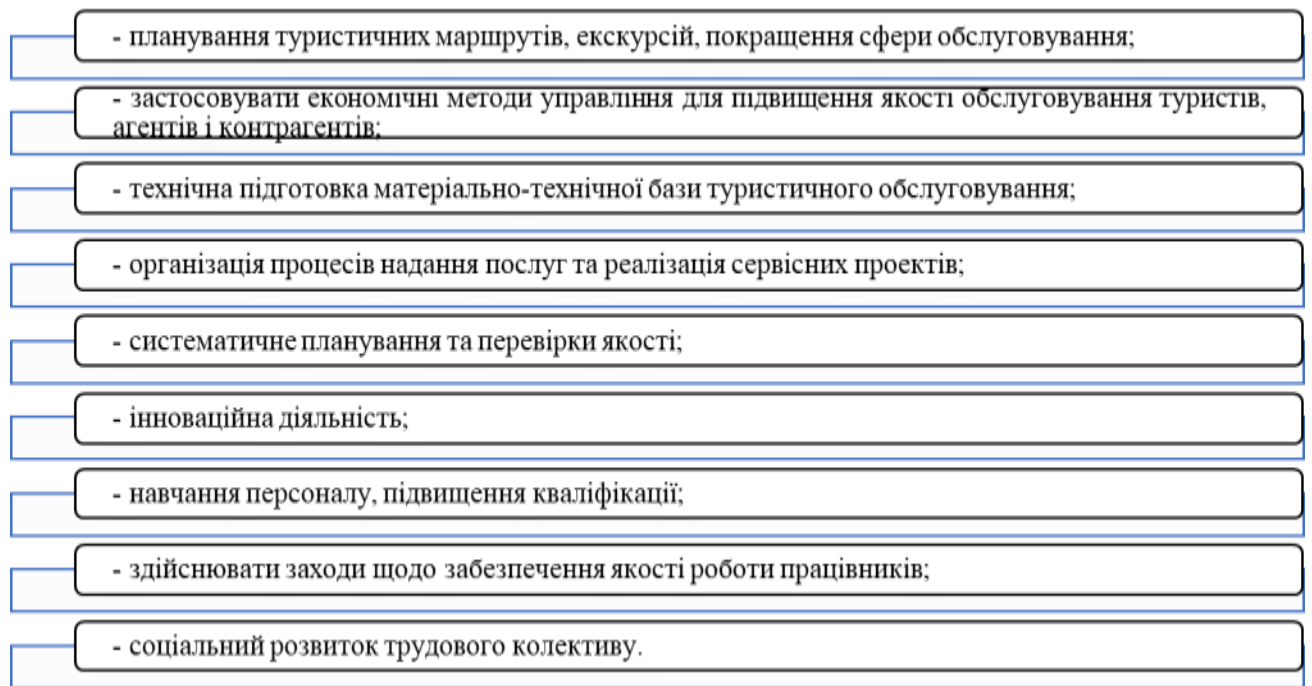 - планування туристичних маршрутів, екскурсій, покращення сфери обслуговування;
- застосовувати економічні методи управління для підвищення якості обслуговування туристів,
агентів і контрагентів;
- технічна підготовка матеріально-технічної бази туристичного обслуговування;
- організація процесів надання послуг та реалізація сервісних проектів;
- систематичне планування та перевірки якості;
- інноваційна діяльність;
- навчання персоналу, підвищення кваліфікації;
- здійснювати заходи щодо забезпечення якості роботи працівників;
- соціальний розвиток трудового колективу.